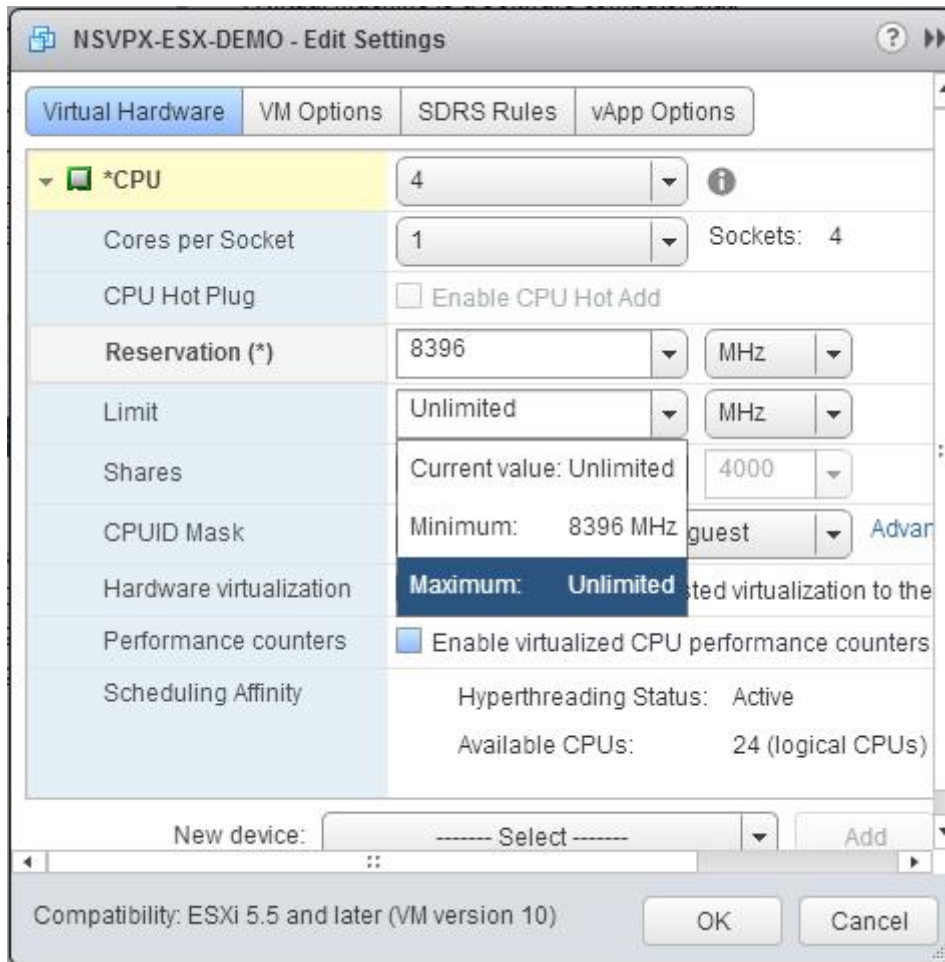 NSVPX-ESX-DEMO - Edit Settings
Virtual Hardware VM Options SDRS Rules vApp Options
*CPU 4
Cores per Socket 1 Sockets: 4
CPU Hot Plug Enable CPU Hot Add
Reservation (*) 8396 MHz
Limit Unlimited MHz
Current value: Unlimited
Shares 4000
Minimum: 8396 MHz
CPUID Mask guest Advan
Maximum: Unlimited
Hardware virtualization ted virtualization to the
Performance counters Enable virtualized CPU performance counters
Scheduling Affinity Hyperthreading Status: Active
Available CPUs: 24 (logical CPUs)
New device: ------- Select ------- Add
Compatibility: ESXi 5.5 and later (VM version 10) OK Cancel